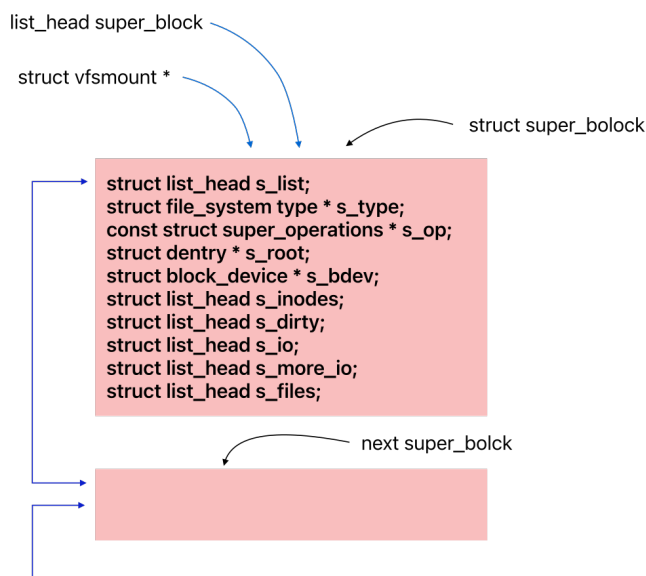 list_head super_block
struct vfsmount *
struct super_bolock
struct list_head s_list;
struct file_system type * s_type;
const struct super_operations * s_op;
struct dentry * s_root;
struct block_device * s_bdev;
struct list_head s_inodes;
struct list_head s_dirty;
struct list_head s_io;
struct list_head s_more_io;
struct list_head s_files;
next super_bolck